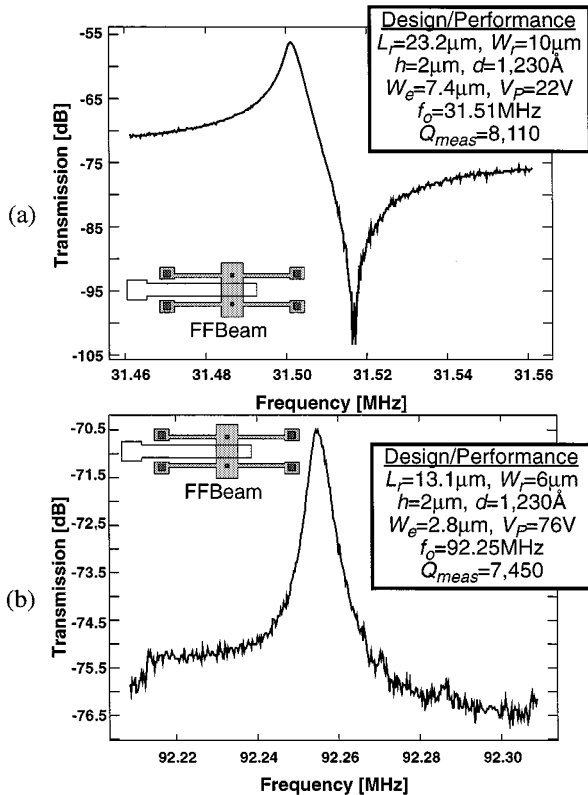 (a)
Transmission [dB]
-55
-65
-75
-85
-95
-105
Design/Performance
Lᵣ=23.2μm, Wᵣ=10μm
h=2μm, d=1,230Å
Wₑ=7.4μm, V_P=22V
fₒ=31.51MHz
Q_meas=8,110
FFBeam
31.46 31.48 31.50 31.52 31.54 31.56
Frequency [MHz]
(b)
Transmission [dB]
-70.5
-71.5
-72.5
-73.5
-74.5
-75.5
-76.5
FFBeam
Design/Performance
Lᵣ=13.1μm, Wᵣ=6μm
h=2μm, d=1,230Å
Wₑ=2.8μm, V_P=76V
fₒ=92.25MHz
Q_meas=7,450
92.22 92.24 92.26 92.28 92.30
Frequency [MHz]